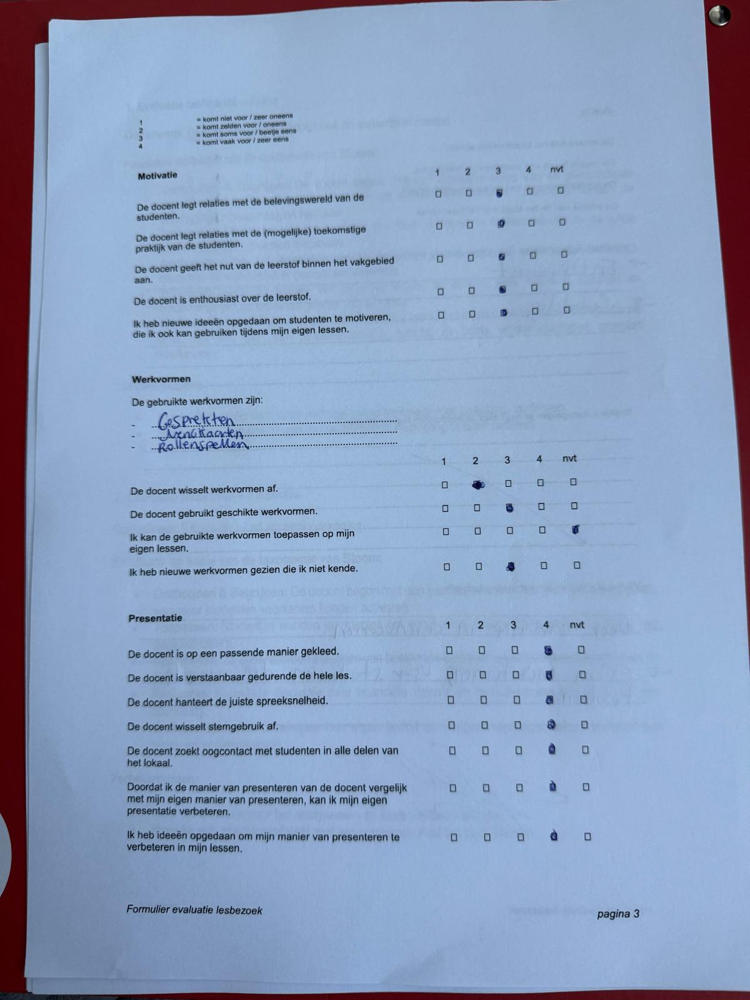 1 = komt niet voor / zeer oneens
2 = komt zelden voor / oneens
3 = komt soms voor / beetje eens
4 = komt vaak voor / zeer eens
Motivatie 1 2 3 4 nvt
De docent legt relaties met de belevingswereld van de
studenten.
De docent legt relaties met de (mogelijke) toekomstige
praktijk van de studenten.
De docent geeft het nut van de leerstof binnen het vakgebied
aan.
De docent is enthousiast over de leerstof.
Ik heb nieuwe ideeën opgedaan om studenten te motiveren,
die ik ook kan gebruiken tijdens mijn eigen lessen.
Werkvormen
De gebruikte werkvormen zijn:
- Gesprekken
-
- Rollenspellen
1 2 3 4 nvt
De docent wisselt werkvormen af.
De docent gebruikt geschikte werkvormen.
Ik kan de gebruikte werkvormen toepassen op mijn
eigen lessen.
Ik heb nieuwe werkvormen gezien die ik niet kende.
Presentatie 1 2 3 4 nvt
De docent is op een passende manier gekleed.
De docent is verstaanbaar gedurende de hele les.
De docent hanteert de juiste spreeksnelheid.
De docent wisselt stemgebruik af.
De docent zoekt oogcontact met studenten in alle delen van
het lokaal.
Doordat ik de manier van presenteren van de docent vergelijk
met mijn eigen manier van presenteren, kan ik mijn eigen
presentatie verbeteren.
Ik heb ideeën opgedaan om mijn manier van presenteren te
verbeteren in mijn lessen.
Formulier evaluatie lesbezoek pagina 3